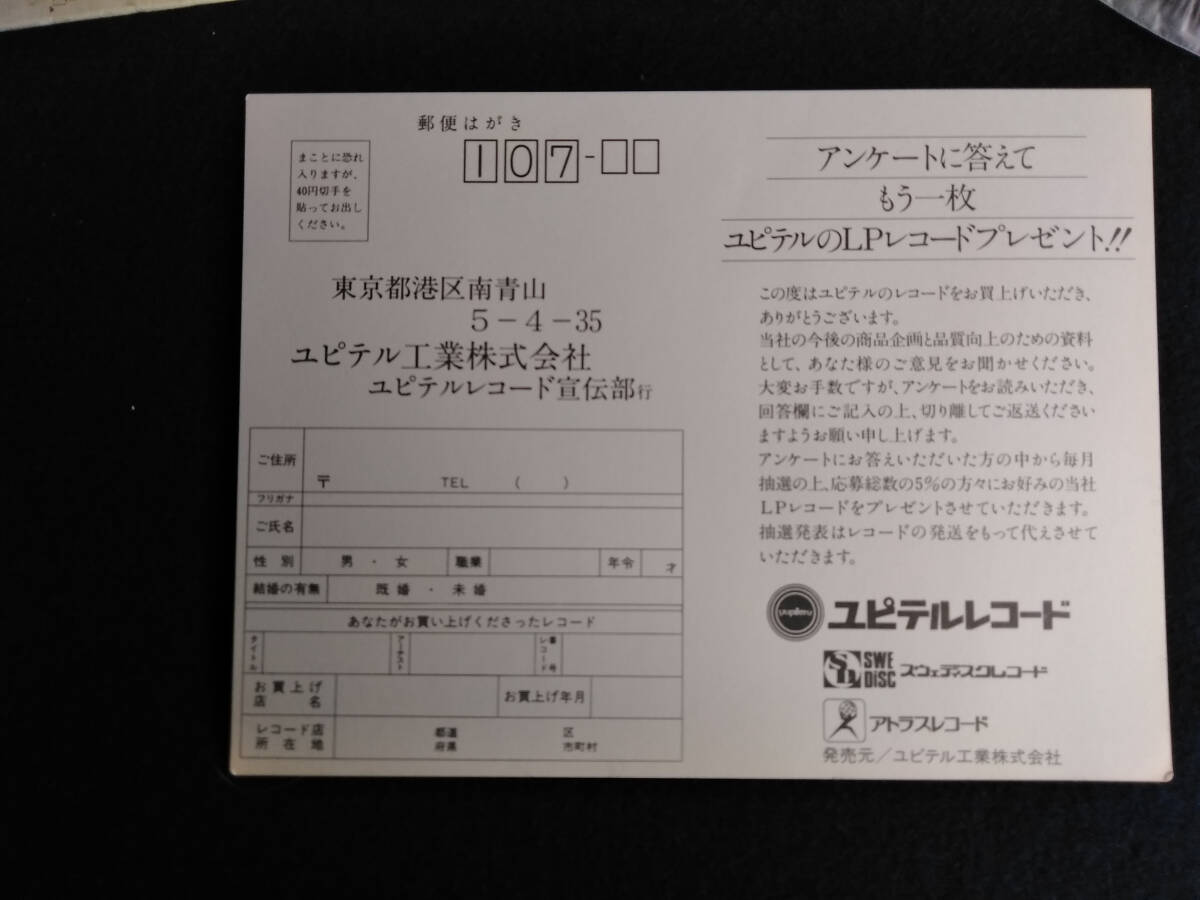 郵便はがき
107-
まことに恐れ
入りますが、
40円切手を
貼ってお出し
ください。
東京都港区南青山
5-4-35
ユピテル工業株式会社
ユピテルレコード宣伝部行
ご住所
〒 TEL ( )
フリガナ
ご氏名
性別 男・女 職業 年令 才
結婚の有無 既婚・未婚
あなたがお買い上げくださったレコード
タイトル アーチスト レコード番号
お買上げ店名 お買上げ年月
レコード店所在地 都道府県 区市町村
アンケートに答えて
もう一枚
ユピテルのLPレコードプレゼント!!
この度はユピテルのレコードをお買上げいただき、
ありがとうございます。
当社の今後の商品企画と品質向上のための資料
として、あなた様のご意見をお聞かせください。
大変お手数ですが、アンケートをお読みいただき、
回答欄にご記入の上、切り離してご返送ください
ますようお願い申し上げます。
アンケートにお答えいただいた方の中から毎月
抽選の上、応募総数の5%の方々にお好みの当社
LPレコードをプレゼントさせていただきます。
抽選発表はレコードの発送をもって代えさせて
いただきます。
yupiteru ユピテルレコード
SWE DISC スウェディスクレコード
アトラスレコード
発売元/ユピテル工業株式会社